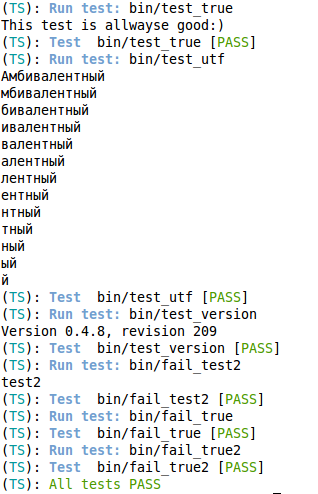 (TS): Run test: bin/test_true
This test is allwayse good:)
(TS): Test  bin/test_true [PASS]
(TS): Run test: bin/test_utf
Амбивалентный
мбивалентный
бивалентный
ивалентный
валентный
алентный
лентный
ентный
нтный
тный
ный
ый
й
(TS): Test  bin/test_utf [PASS]
(TS): Run test: bin/test_version
Version 0.4.8, revision 209
(TS): Test  bin/test_version [PASS]
(TS): Run test: bin/fail_test2
test2
(TS): Test  bin/fail_test2 [PASS]
(TS): Run test: bin/fail_true
(TS): Test  bin/fail_true [PASS]
(TS): Run test: bin/fail_true2
(TS): Test  bin/fail_true2 [PASS]
(TS): All tests PASS